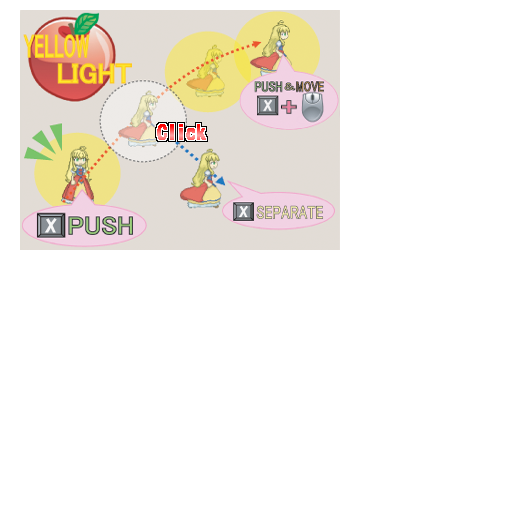 YELLOW
LIGHT
PUSH&MOVE
X+
Click
X SEPARATE
X PUSH